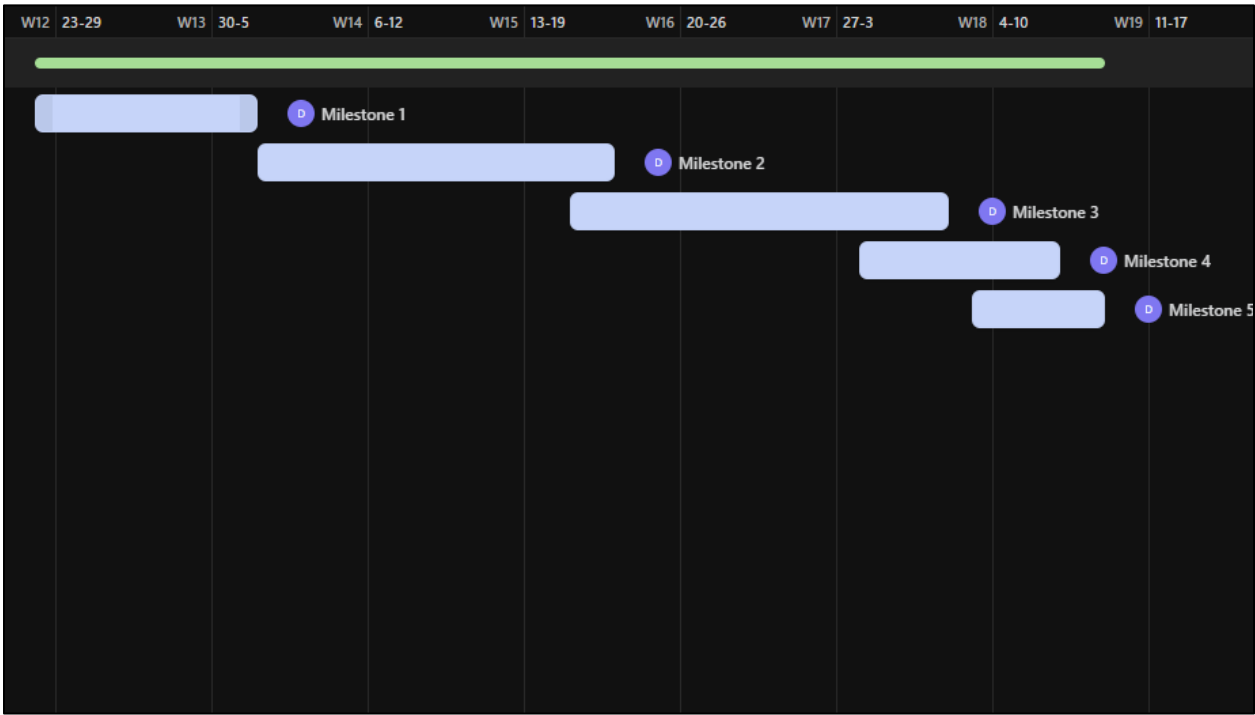 W12 23-29 W13 30-5 W14 6-12 W15 13-19 W16 20-26 W17 27-3 W18 4-10 W19 11-17
D Milestone 1
D Milestone 2
D Milestone 3
D Milestone 4
D Milestone 5